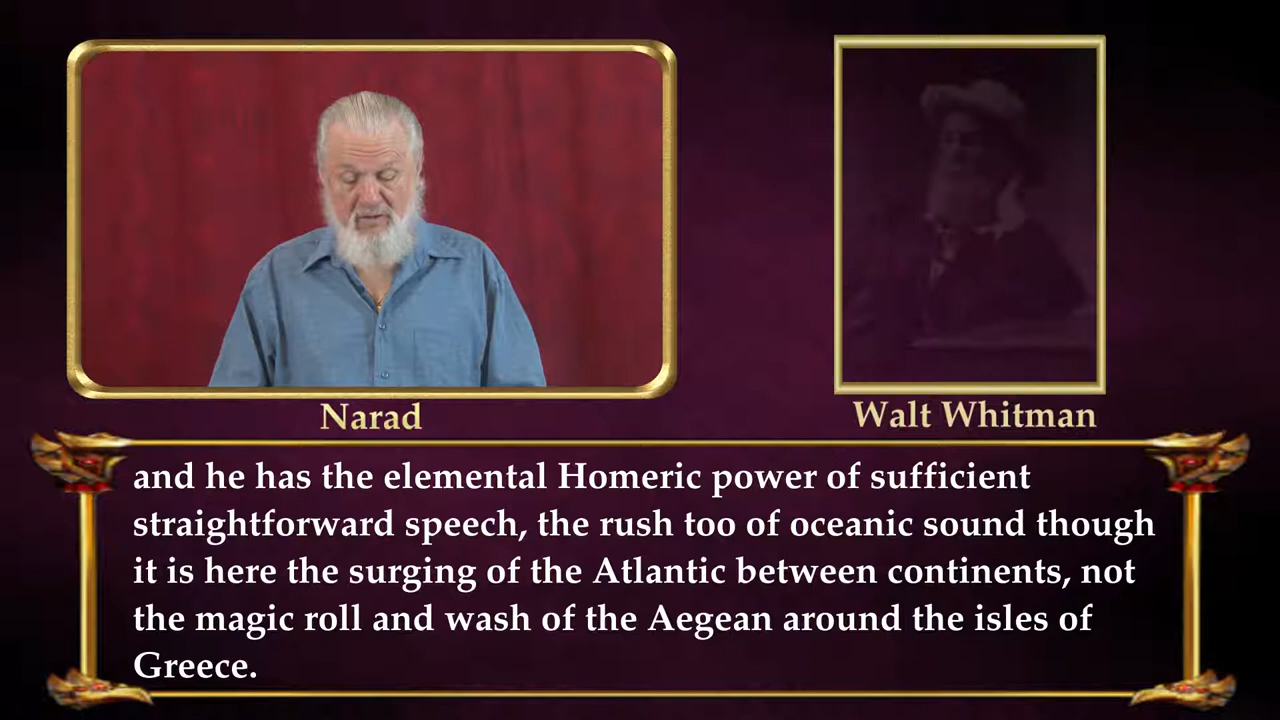 Narad
Walt Whitman
and he has the elemental Homeric power of sufficient
straightforward speech, the rush too of oceanic sound though
it is here the surging of the Atlantic between continents, not
the magic roll and wash of the Aegean around the isles of
Greece.